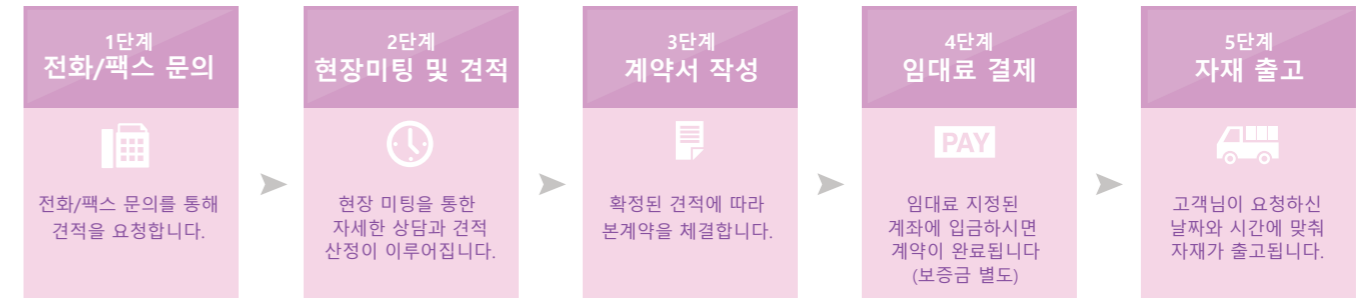 1단계
전화/팩스 문의
전화/팩스 문의를 통해
견적을 요청합니다.
2단계
현장미팅 및 견적
현장 미팅을 통한
자세한 상담과 견적
산정이 이루어집니다.
3단계
계약서 작성
확정된 견적에 따라
본계약을 체결합니다.
4단계
임대료 결제
PAY
임대료 지정된
계좌에 입금하시면
계약이 완료됩니다
(보증금 별도)
5단계
자재 출고
고객님이 요청하신
날짜와 시간에 맞춰
자재가 출고됩니다.